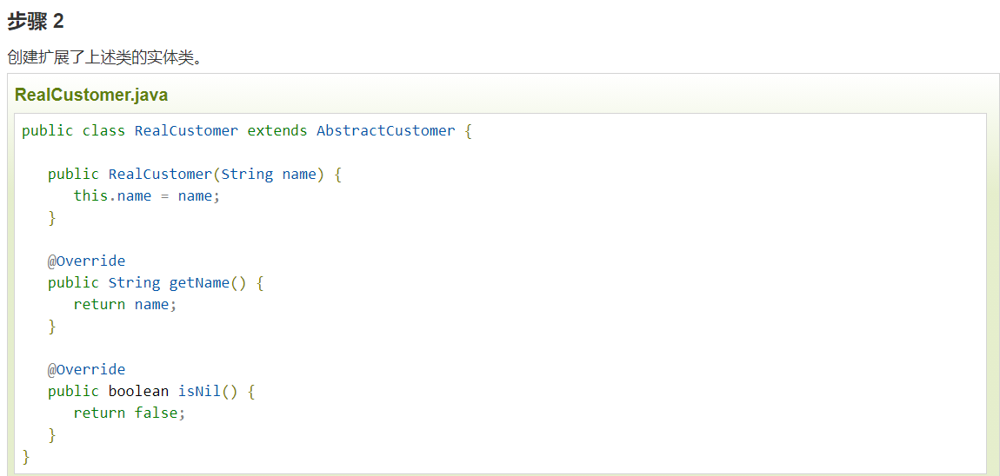 步骤 2
创建扩展了上述类的实体类。
RealCustomer.java
public class RealCustomer extends AbstractCustomer {
public RealCustomer(String name) {
this.name = name;
}
@Override
public String getName() {
return name;
}
@Override
public boolean isNil() {
return false;
}
}